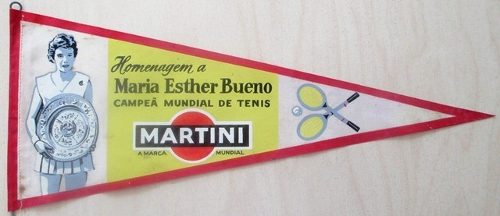 Homenagem a
Maria Esther Bueno
CAMPEÃ MUNDIAL DE TENIS
MARTINI
A MARCA MUNDIAL